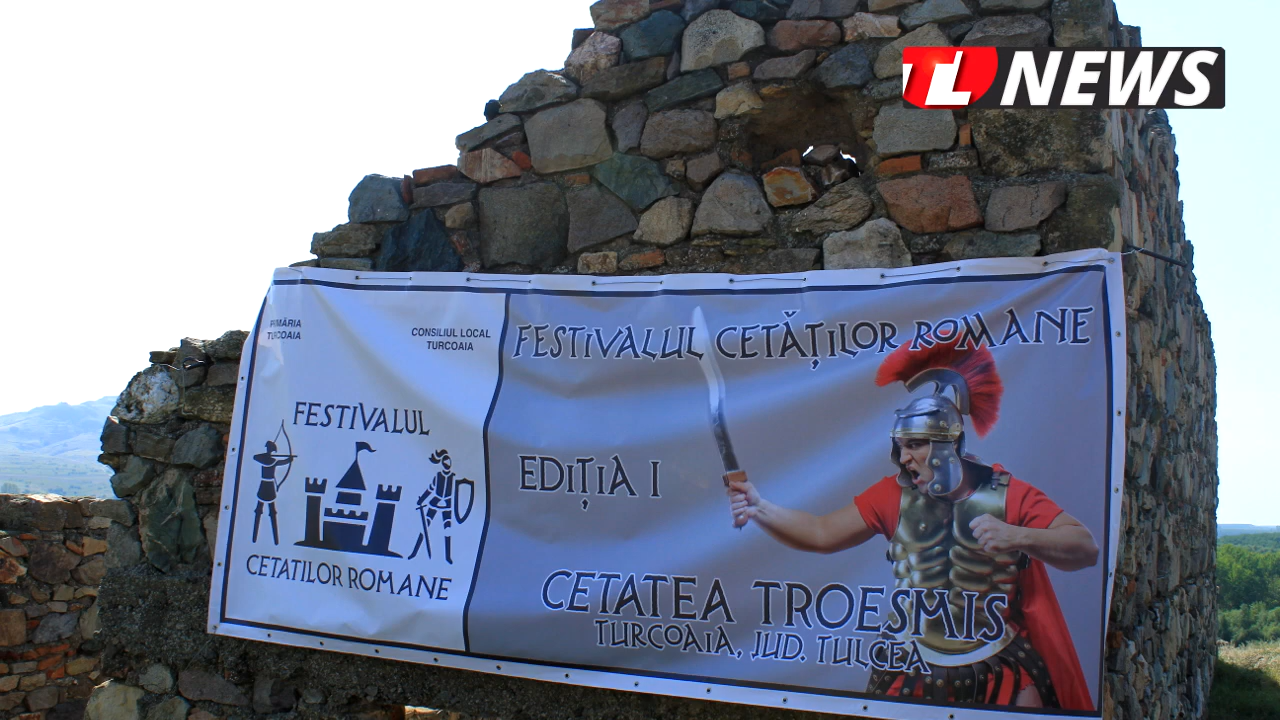 TL NEWS
PRIMĂRIA
TURCOAIA
CONSILIUL LOCAL
TURCOAIA
FESTIVALUL
CETATILOR ROMANE
FESTIVALUL CETĂȚILOR ROMANE
EDIȚIA I
CETATEA TROESMIS
TURCOAIA, JUD. TULCEA